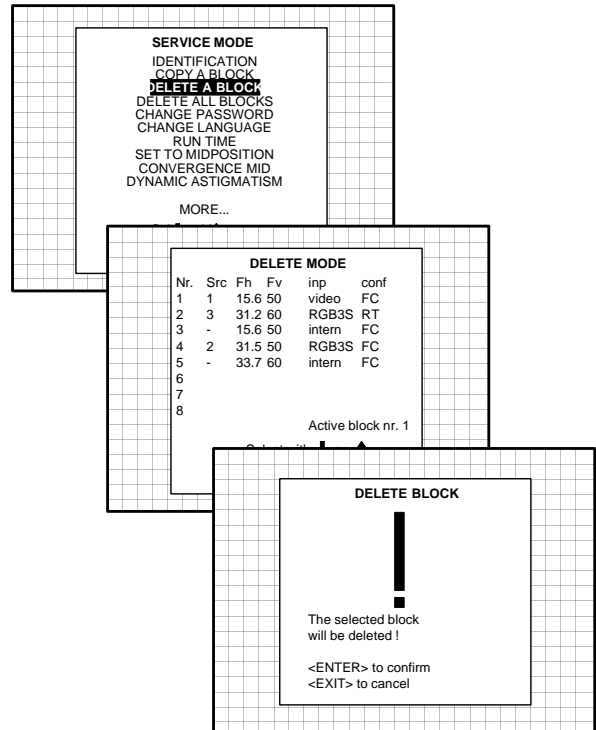 SERVICE MODE
IDENTIFICATION
COPY A BLOCK
DELETE A BLOCK
DELETE ALL BLOCKS
CHANGE PASSWORD
CHANGE LANGUAGE
RUN TIME
SET TO MIDPOSITION
CONVERGENCE MID
DYNAMIC ASTIGMATISM
MORE...
DELETE MODE
Nr. Src Fh Fv inp conf
1 1 15.6 50 video FC
2 3 31.2 60 RGB3S RT
3 - 15.6 50 intern FC
4 2 31.5 50 RGB3S FC
5 - 33.7 60 intern FC
6
7
8
Active block nr. 1
DELETE BLOCK
!
The selected block
will be deleted !
<ENTER> to confirm
<EXIT> to cancel